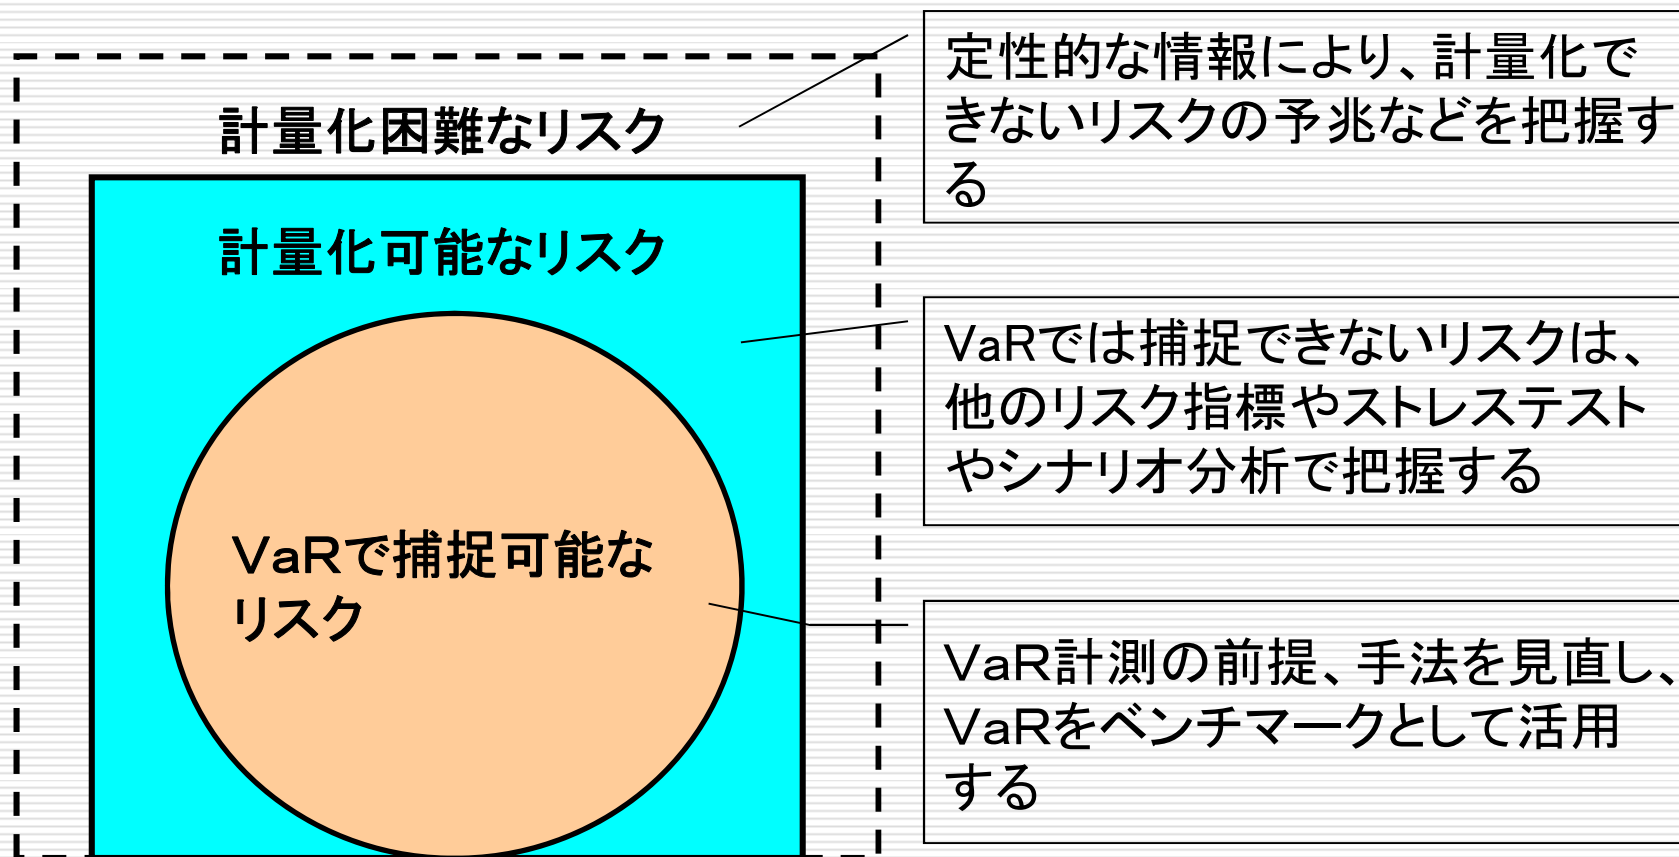 計量化困難なリスク
計量化可能なリスク
VaRで捕捉可能な
リスク
定性的な情報により、計量化で
きないリスクの予兆などを把握す
る
VaRでは捕捉できないリスクは、
他のリスク指標やストレステスト
やシナリオ分析で把握する
VaR計測の前提、手法を見直し、
VaRをベンチマークとして活用
する